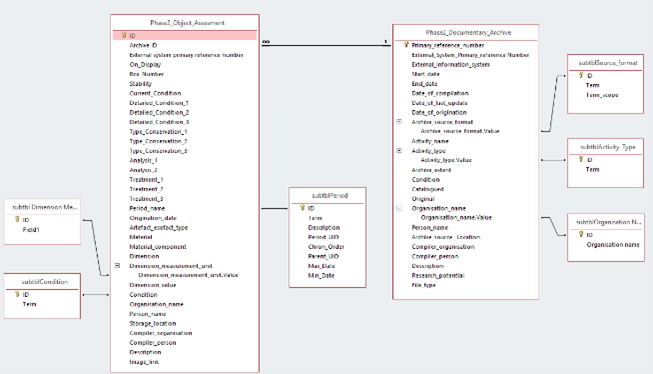 Phase2_Object_Assesment
ID
Archive ID
External system primary reference number
On_Display
Box_Number
Stability
Current_Condition
Detailed_Condition_1
Detailed_Condition_2
Detailed_Condition_3
Type_Conservation_1
Type_Conservation_2
Type_Conservation_3
Analysis_1
Analysis_2
Treatment_1
Treatment_2
Treatment_3
Period_name
Origination_date
Artefact_ecofact_type
Material
Material_component
Dimension
Dimension_measurement_unit
Dimension_measurement_unit.Value
Dimension_value
Condition
Organisation_name
Person_name
Storage_location
Compiler_organisation
Compiler_person
Description
Image_link
subtbl Dimension Me...
ID
Field1
subtblCondition
ID
Term
∞
1
subtblPeriod
ID
Term
Description
Period_UID
Chron_Order
Parent_UID
Max_Date
Min_Date
Phase2_Documentary_Archive
Primary_reference_number
External_System_Primary_reference Number
External_Information_system
Start_date
End_date
Date_of_compilation
Date_of_last_update
Date_of_origination
Archive_source_format
Archive_source_format.Value
Activity_name
Activity_type
Activity_type.Value
Archive_extent
Condition
Catalogued
Original
Organisation_name
Organisation_name.Value
Person_name
Archive_source_Location
Compiler_organisation
Compiler_person
Description
Research_potential
File_type
subtblSource_format
ID
Term
Term_scope
subtblActivity_Type
ID
Term
subtblOrganisation N...
ID
Organisation name